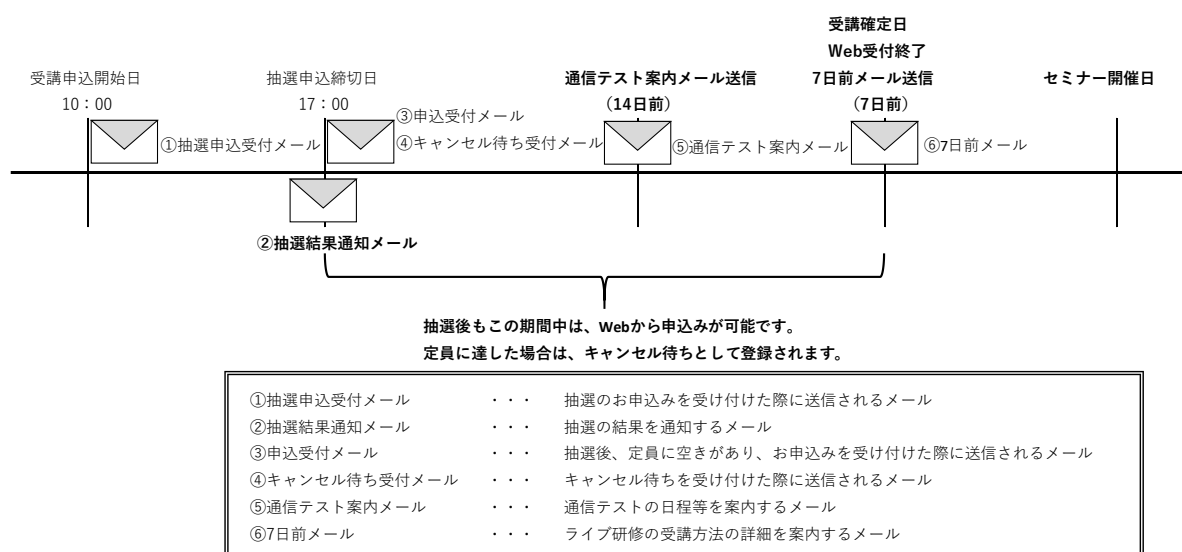 受講確定日
Web受付終了
受講申込開始日 抽選申込締切日 通信テスト案内メール送信 7日前メール送信 セミナー開催日
10：00 17：00 （14日前） （7日前）
③申込受付メール
①抽選申込受付メール ④キャンセル待ち受付メール ⑤通信テスト案内メール ⑥7日前メール
②抽選結果通知メール
抽選後もこの期間中は、Webから申込みが可能です。
定員に達した場合は、キャンセル待ちとして登録されます。
①抽選申込受付メール ・・・ 抽選のお申込みを受け付けた際に送信されるメール
②抽選結果通知メール ・・・ 抽選の結果を通知するメール
③申込受付メール ・・・ 抽選後、定員に空きがあり、お申込みを受け付けた際に送信されるメール
④キャンセル待ち受付メール ・・・ キャンセル待ちを受け付けた際に送信されるメール
⑤通信テスト案内メール ・・・ 通信テストの日程等を案内するメール
⑥7日前メール ・・・ ライブ研修の受講方法の詳細を案内するメール